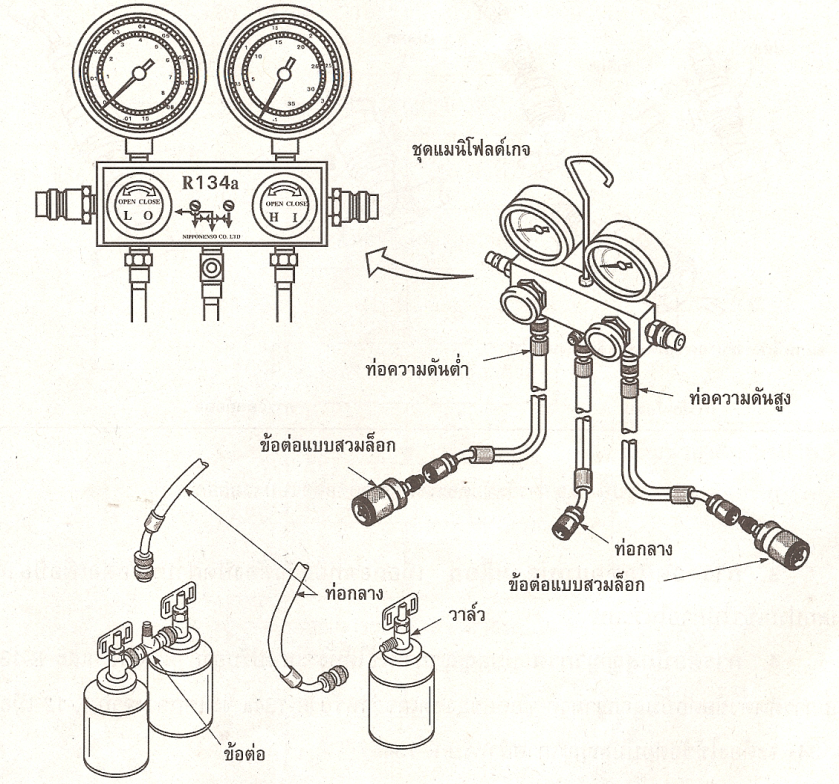 R134a
OPEN CLOSE
L O
OPEN CLOSE
H I
NIPPONENSO CO. LTD
ชุดแมนิโฟลด์เกจ
ท่อความดันต่ำ
ท่อความดันสูง
ข้อต่อแบบสวมล็อก
ท่อกลาง
ข้อต่อแบบสวมล็อก
ท่อกลาง
วาล์ว
ข้อต่อ